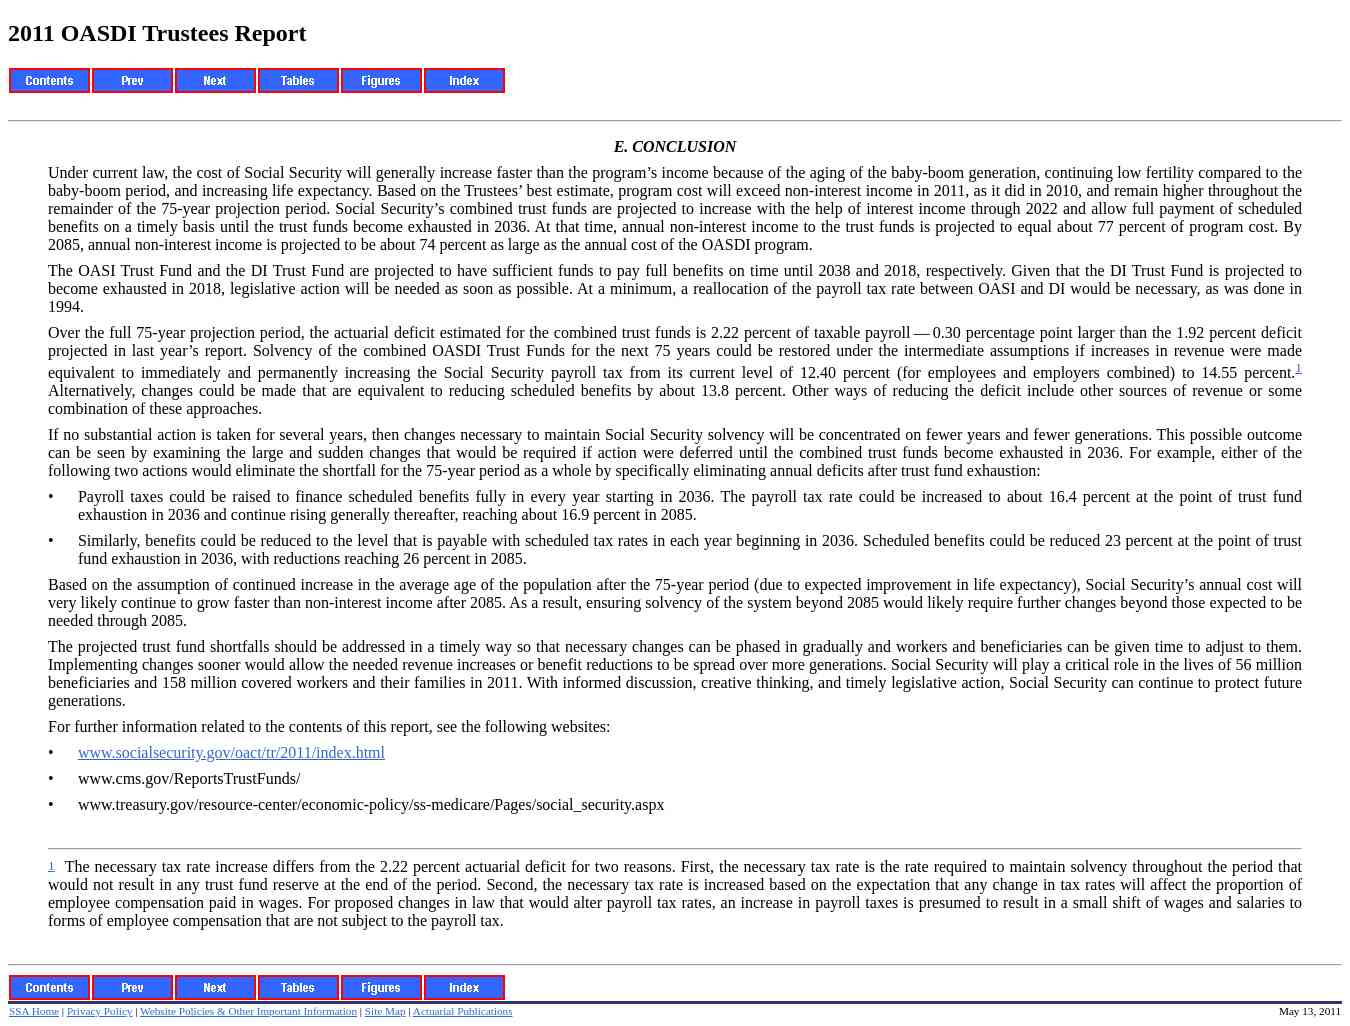 2011 OASDI Trustees Report
Contents Prev Next Tables Figures Index
E. CONCLUSION
Under current law, the cost of Social Security will generally increase faster than the program’s income because of the aging of the baby-boom generation, continuing low fertility compared to the
baby-boom period, and increasing life expectancy. Based on the Trustees’ best estimate, program cost will exceed non-interest income in 2011, as it did in 2010, and remain higher throughout the
remainder of the 75-year projection period. Social Security’s combined trust funds are projected to increase with the help of interest income through 2022 and allow full payment of scheduled
benefits on a timely basis until the trust funds become exhausted in 2036. At that time, annual non-interest income to the trust funds is projected to equal about 77 percent of program cost. By
2085, annual non-interest income is projected to be about 74 percent as large as the annual cost of the OASDI program.
The OASI Trust Fund and the DI Trust Fund are projected to have sufficient funds to pay full benefits on time until 2038 and 2018, respectively. Given that the DI Trust Fund is projected to
become exhausted in 2018, legislative action will be needed as soon as possible. At a minimum, a reallocation of the payroll tax rate between OASI and DI would be necessary, as was done in
1994.
Over the full 75-year projection period, the actuarial deficit estimated for the combined trust funds is 2.22 percent of taxable payroll — 0.30 percentage point larger than the 1.92 percent deficit
projected in last year’s report. Solvency of the combined OASDI Trust Funds for the next 75 years could be restored under the intermediate assumptions if increases in revenue were made
equivalent to immediately and permanently increasing the Social Security payroll tax from its current level of 12.40 percent (for employees and employers combined) to 14.55 percent.1
Alternatively, changes could be made that are equivalent to reducing scheduled benefits by about 13.8 percent. Other ways of reducing the deficit include other sources of revenue or some
combination of these approaches.
If no substantial action is taken for several years, then changes necessary to maintain Social Security solvency will be concentrated on fewer years and fewer generations. This possible outcome
can be seen by examining the large and sudden changes that would be required if action were deferred until the combined trust funds become exhausted in 2036. For example, either of the
following two actions would eliminate the shortfall for the 75-year period as a whole by specifically eliminating annual deficits after trust fund exhaustion:
• Payroll taxes could be raised to finance scheduled benefits fully in every year starting in 2036. The payroll tax rate could be increased to about 16.4 percent at the point of trust fund
exhaustion in 2036 and continue rising generally thereafter, reaching about 16.9 percent in 2085.
• Similarly, benefits could be reduced to the level that is payable with scheduled tax rates in each year beginning in 2036. Scheduled benefits could be reduced 23 percent at the point of trust
fund exhaustion in 2036, with reductions reaching 26 percent in 2085.
Based on the assumption of continued increase in the average age of the population after the 75-year period (due to expected improvement in life expectancy), Social Security’s annual cost will
very likely continue to grow faster than non-interest income after 2085. As a result, ensuring solvency of the system beyond 2085 would likely require further changes beyond those expected to be
needed through 2085.
The projected trust fund shortfalls should be addressed in a timely way so that necessary changes can be phased in gradually and workers and beneficiaries can be given time to adjust to them.
Implementing changes sooner would allow the needed revenue increases or benefit reductions to be spread over more generations. Social Security will play a critical role in the lives of 56 million
beneficiaries and 158 million covered workers and their families in 2011. With informed discussion, creative thinking, and timely legislative action, Social Security can continue to protect future
generations.
For further information related to the contents of this report, see the following websites:
• www.socialsecurity.gov/oact/tr/2011/index.html
• www.cms.gov/ReportsTrustFunds/
• www.treasury.gov/resource-center/economic-policy/ss-medicare/Pages/social_security.aspx
1 The necessary tax rate increase differs from the 2.22 percent actuarial deficit for two reasons. First, the necessary tax rate is the rate required to maintain solvency throughout the period that
would not result in any trust fund reserve at the end of the period. Second, the necessary tax rate is increased based on the expectation that any change in tax rates will affect the proportion of
employee compensation paid in wages. For proposed changes in law that would alter payroll tax rates, an increase in payroll taxes is presumed to result in a small shift of wages and salaries to
forms of employee compensation that are not subject to the payroll tax.
Contents Prev Next Tables Figures Index
SSA Home | Privacy Policy | Website Policies & Other Important Information | Site Map | Actuarial Publications May 13, 2011